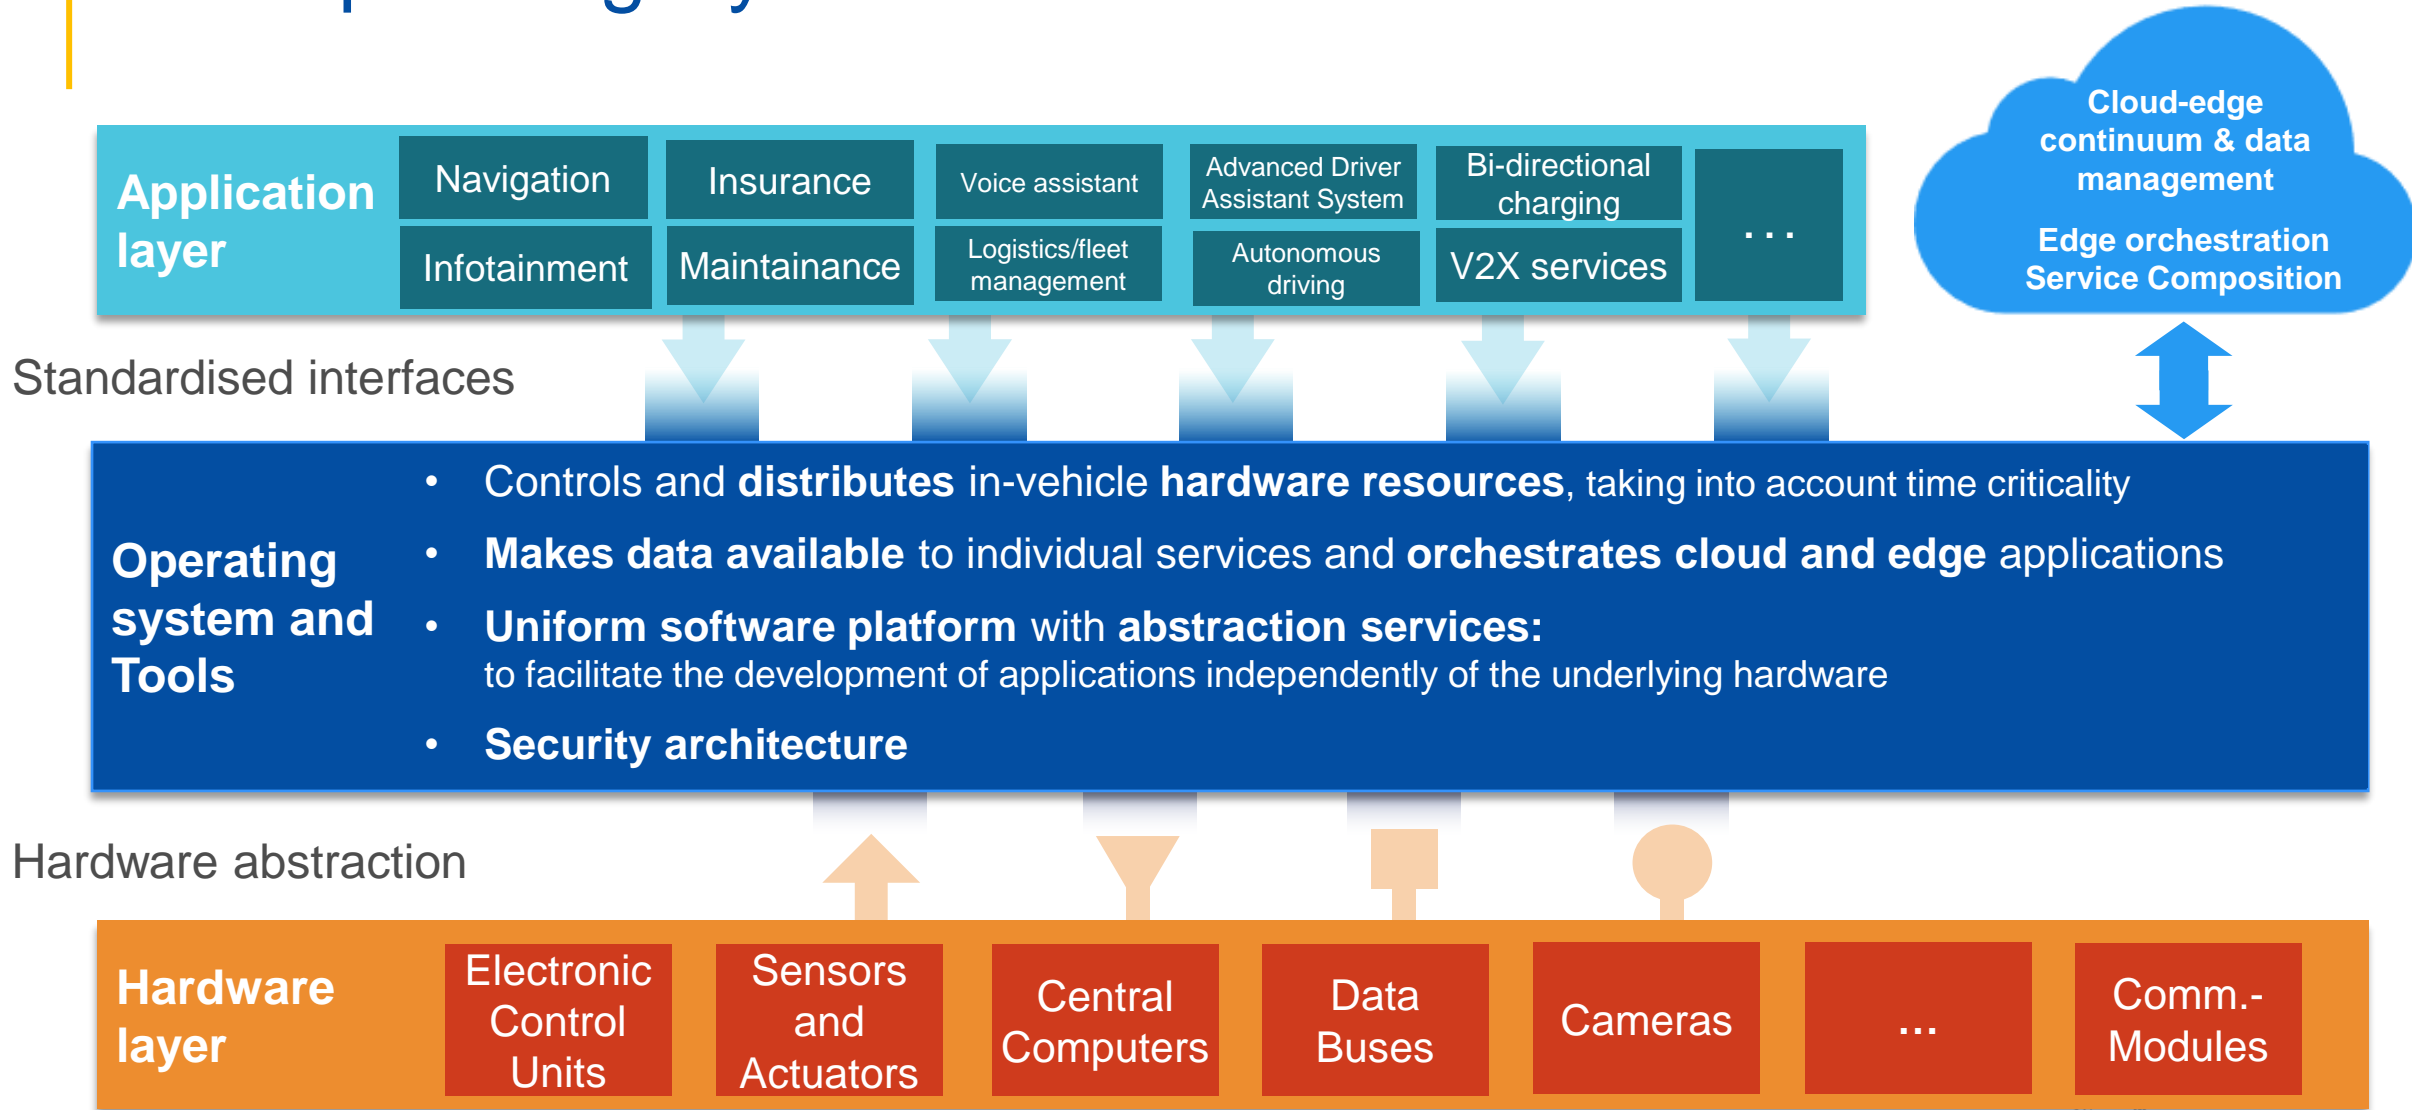 Application
layer
Navigation
Insurance
Voice assistant
Advanced Driver
Assistant System
Bi-directional
charging
...
Infotainment
Maintainance
Logistics/fleet
management
Autonomous
driving
V2X services
Cloud-edge
continuum & data
management
Edge orchestration
Service Composition
Standardised interfaces
Operating
system and
Tools
• Controls and distributes in-vehicle hardware resources, taking into account time criticality
• Makes data available to individual services and orchestrates cloud and edge applications
• Uniform software platform with abstraction services:
to facilitate the development of applications independently of the underlying hardware
• Security architecture
Hardware abstraction
Hardware
layer
Electronic
Control
Units
Sensors
and
Actuators
Central
Computers
Data
Buses
Cameras
...
Comm.-
Modules